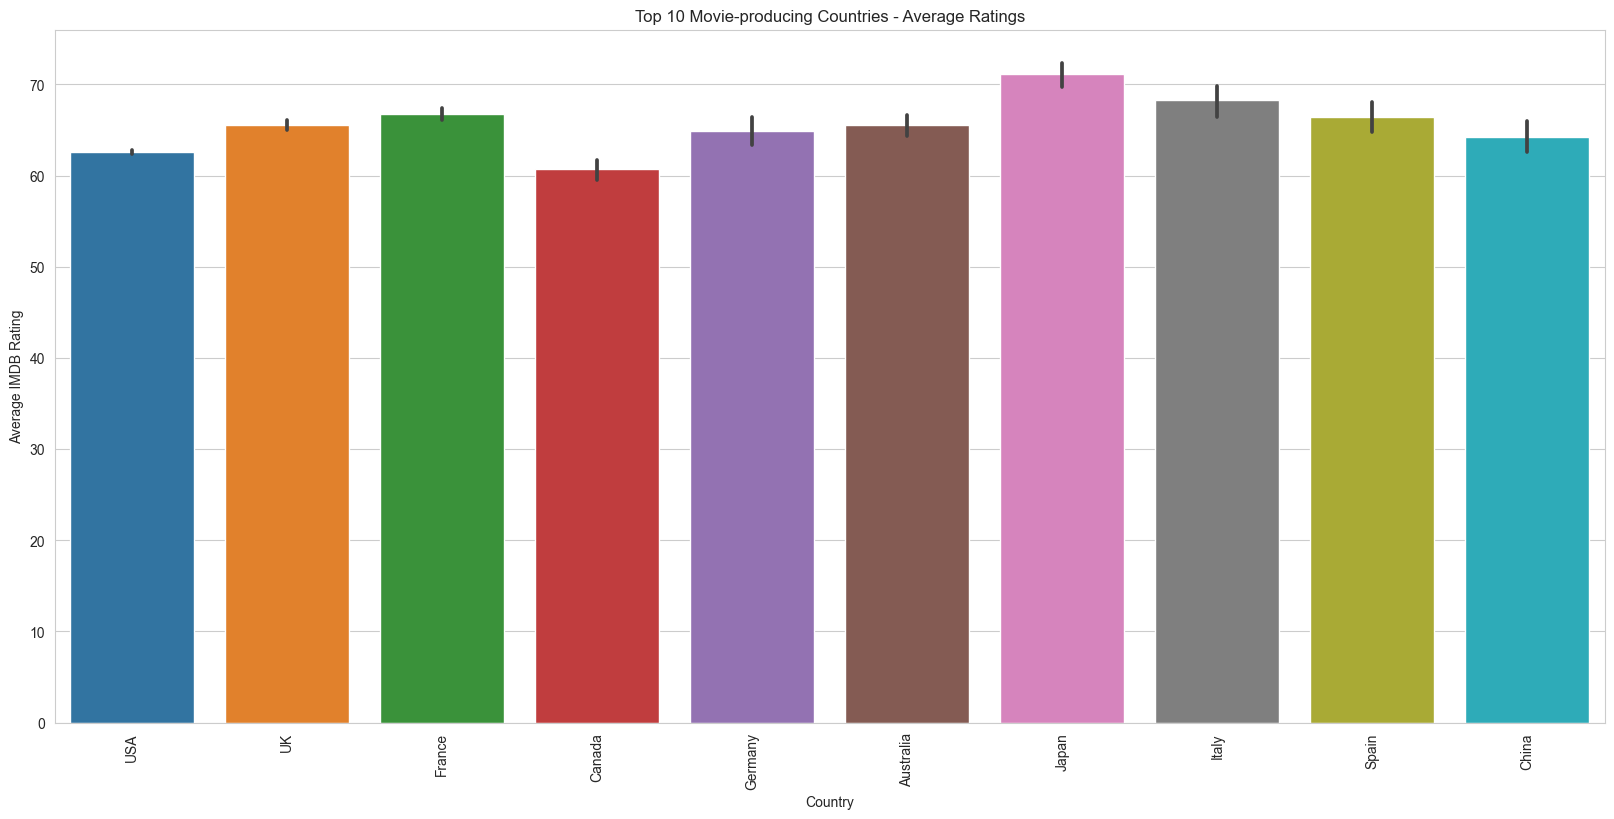 Top 10 Movie-producing Countries - Average Ratings
Average IMDB Rating
70
60
50
40
30
20
10
0
USA
UK
France
Canada
Germany
Australia
Japan
Italy
Spain
China
Country